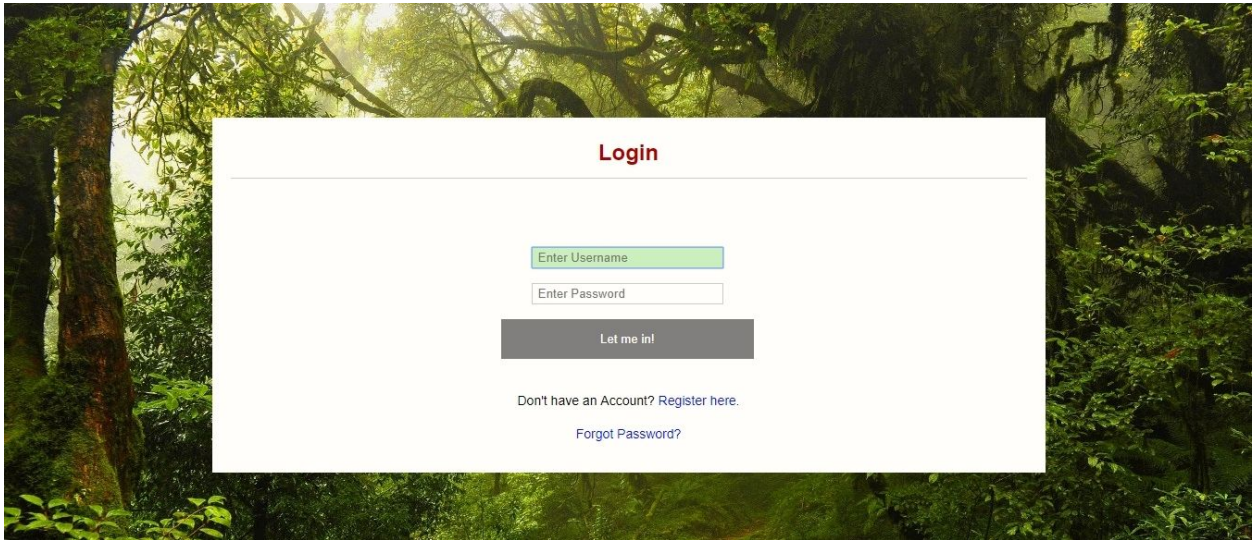 Login
Enter Username
Enter Password
Let me in!
Don't have an Account? Register here.
Forgot Password?